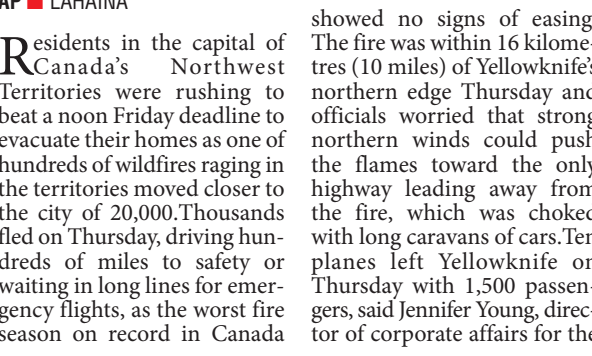 AP ■ LAHAINA
Residents in the capital of
Canada's Northwest
Territories were rushing to
beat a noon Friday deadline to
evacuate their homes as one of
hundreds of wildfires raging in
the territories moved closer to
the city of 20,000.Thousands
fled on Thursday, driving hun-
dreds of miles to safety or
waiting in long lines for emer-
gency flights, as the worst fire
season on record in Canada
showed no signs of easing.
The fire was within 16 kilome-
tres (10 miles) of Yellowknife's
northern edge Thursday and
officials worried that strong
northern winds could push
the flames toward the only
highway leading away from
the fire, which was choked
with long caravans of cars.Ten
planes left Yellowknife on
Thursday with 1,500 passen-
gers, said Jennifer Young, direc-
tor of corporate affairs for the